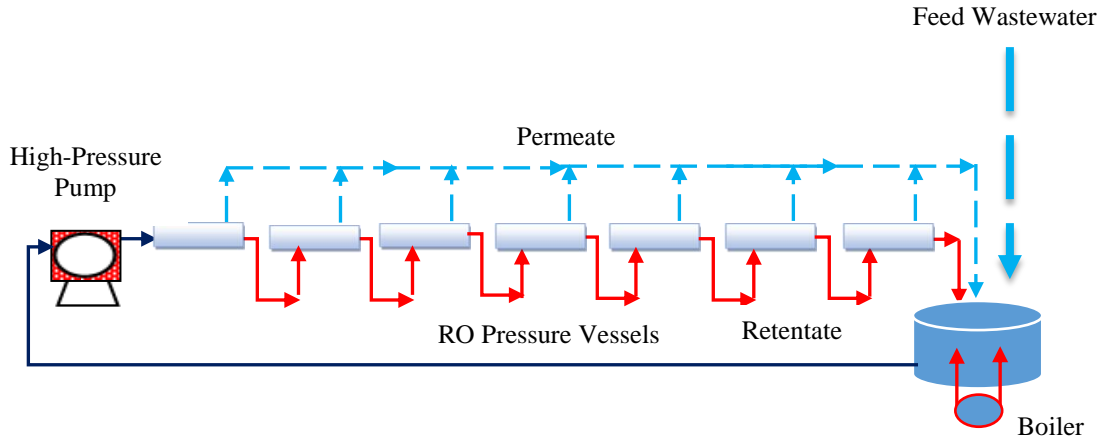 Feed Wastewater
Permeate
High-Pressure
Pump
RO Pressure Vessels
Retentate
Boiler